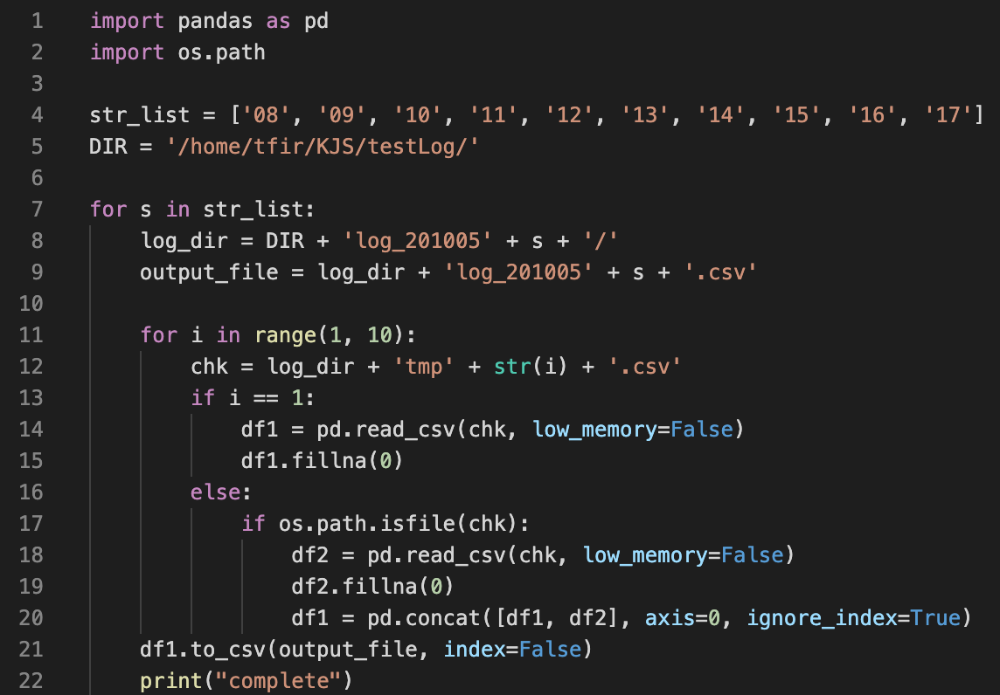 1 import pandas as pd
2 import os.path
3
4 str_list = ['08', '09', '10', '11', '12', '13', '14', '15', '16', '17']
5 DIR = '/home/tfir/KJS/testLog/'
6
7 for s in str_list:
8     log_dir = DIR + 'log_201005' + s + '/'
9     output_file = log_dir + 'log_201005' + s + '.csv'
10
11     for i in range(1, 10):
12         chk = log_dir + 'tmp' + str(i) + '.csv'
13         if i == 1:
14             df1 = pd.read_csv(chk, low_memory=False)
15             df1.fillna(0)
16         else:
17             if os.path.isfile(chk):
18                 df2 = pd.read_csv(chk, low_memory=False)
19                 df2.fillna(0)
20                 df1 = pd.concat([df1, df2], axis=0, ignore_index=True)
21     df1.to_csv(output_file, index=False)
22     print("complete")